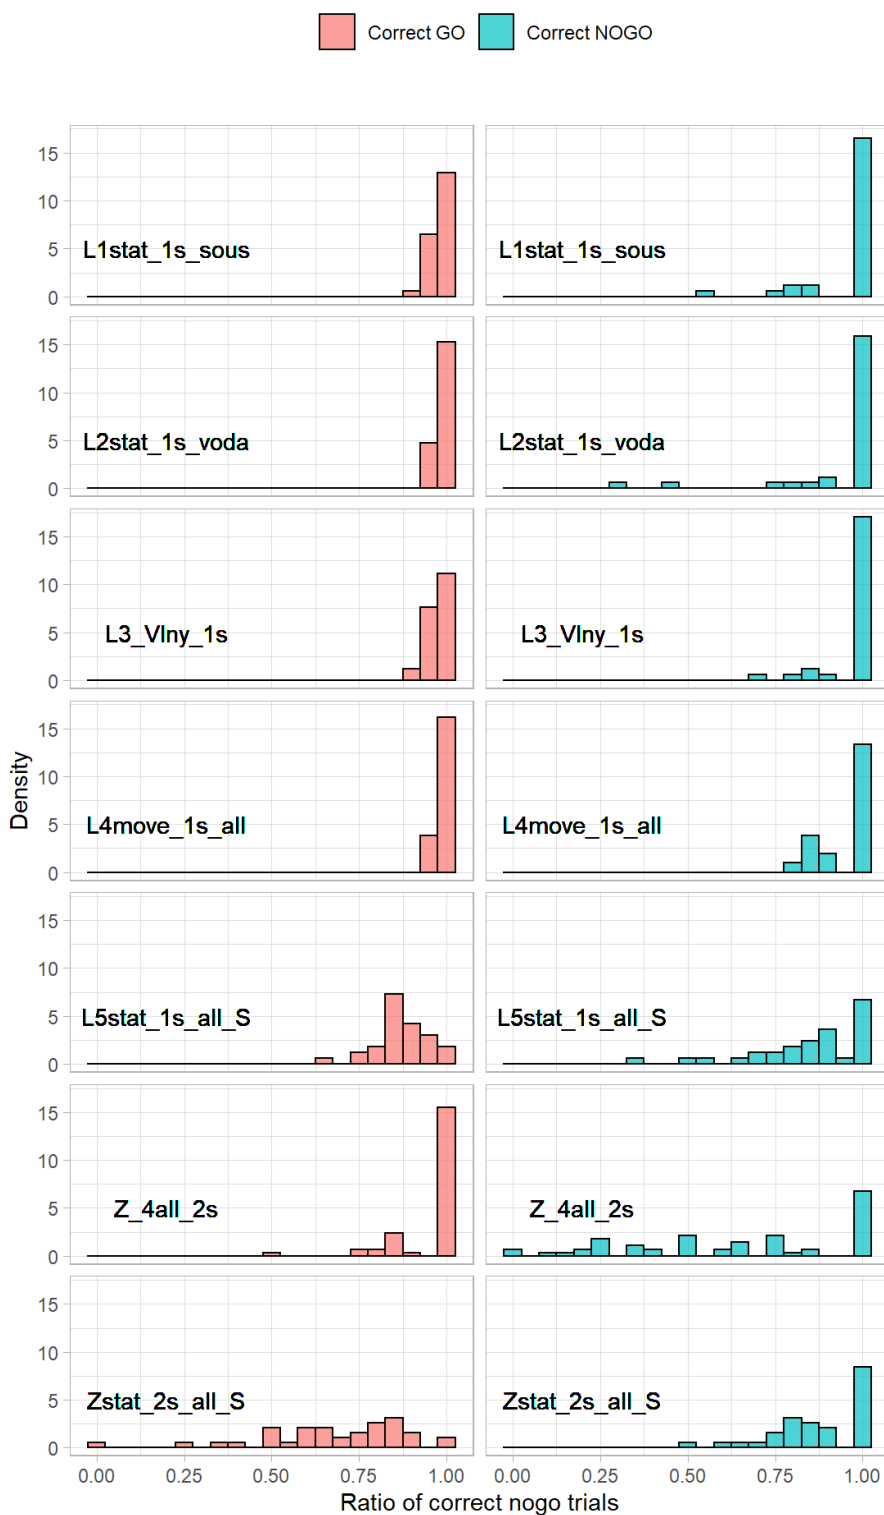 Correct GO Correct NOGO
15
10
5
0
L1stat_1s_sous L1stat_1s_sous
15
10
5
0
L2stat_1s_voda L2stat_1s_voda
15
10
5
0
L3_Vlny_1s L3_Vlny_1s
Density
15
10
5
0
L4move_1s_all L4move_1s_all
15
10
5
0
L5stat_1s_all_S L5stat_1s_all_S
15
10
5
0
Z_4all_2s Z_4all_2s
15
10
5
0
Zstat_2s_all_S Zstat_2s_all_S
0.00 0.25 0.50 0.75 1.00 0.00 0.25 0.50 0.75 1.00
Ratio of correct nogo trials